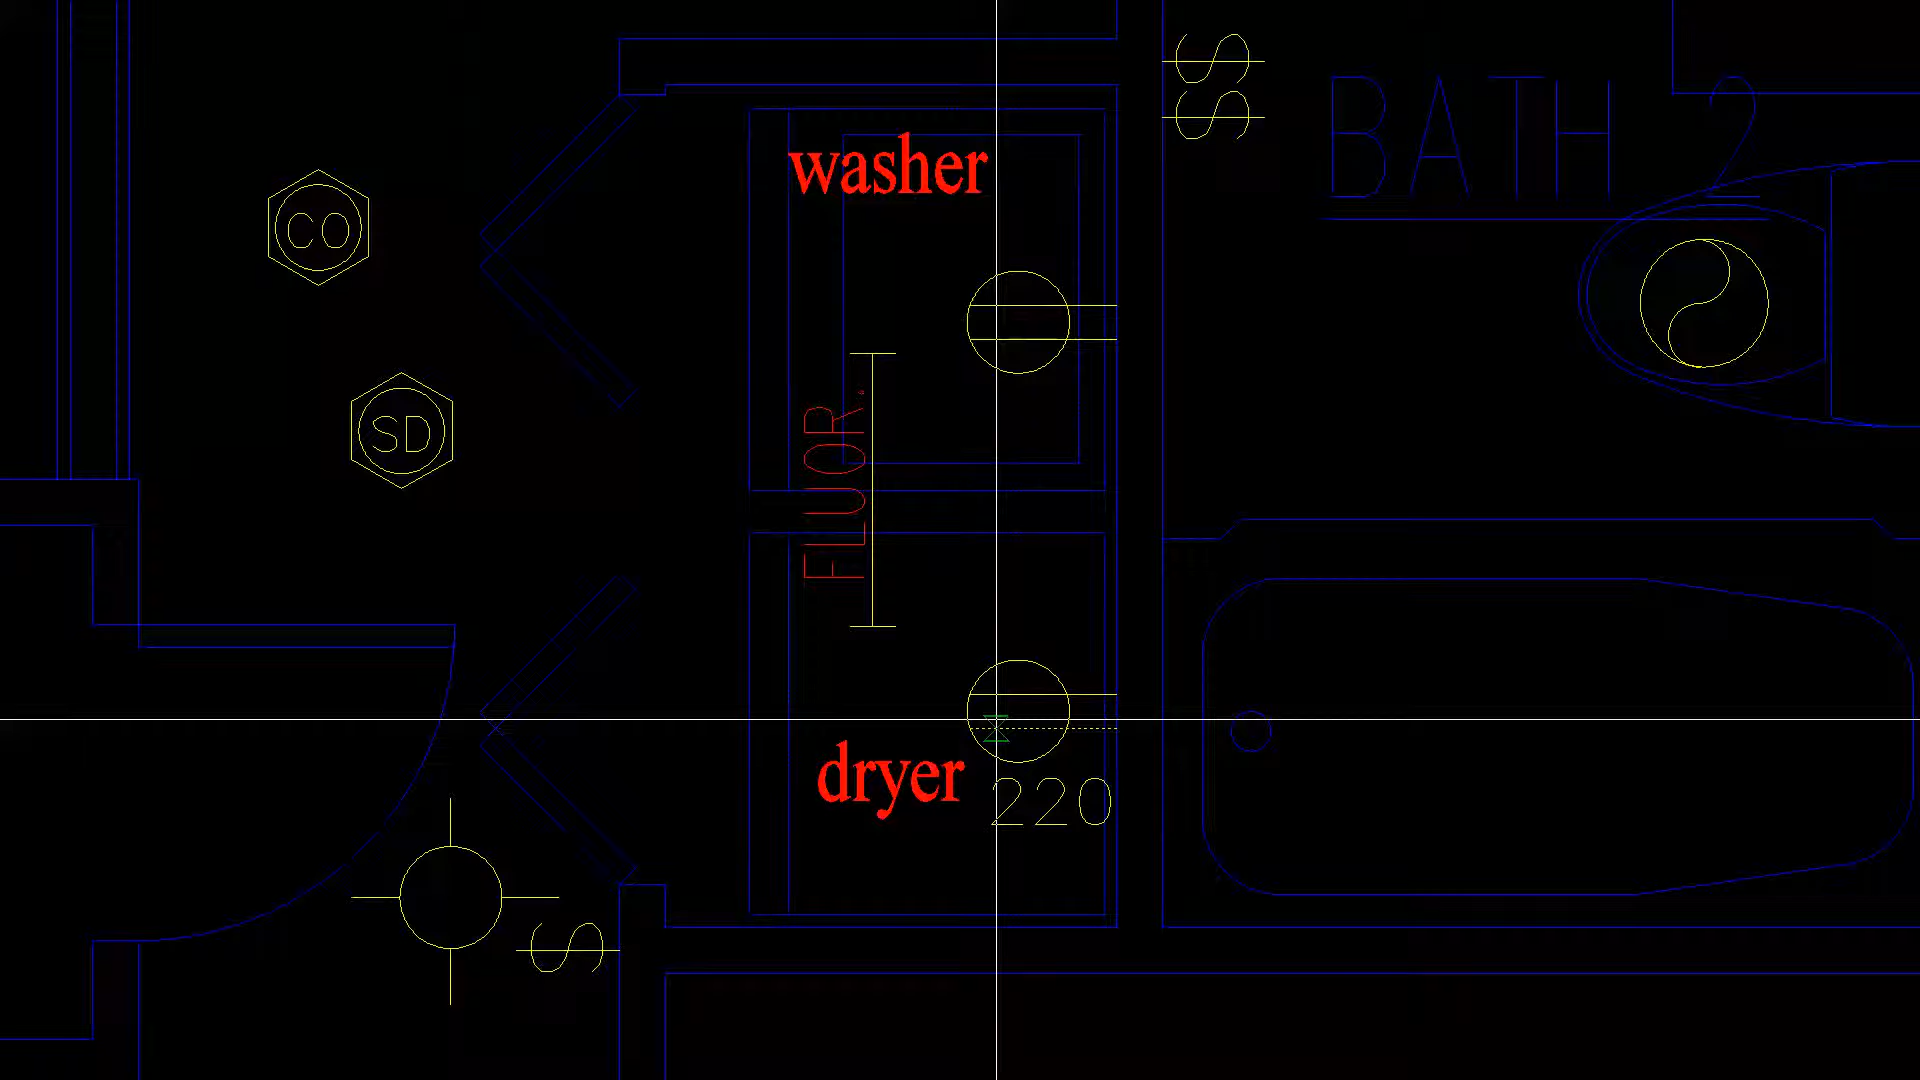 $
$
BATH 2
washer
CO
SD
FLUOR.
dryer
220
$